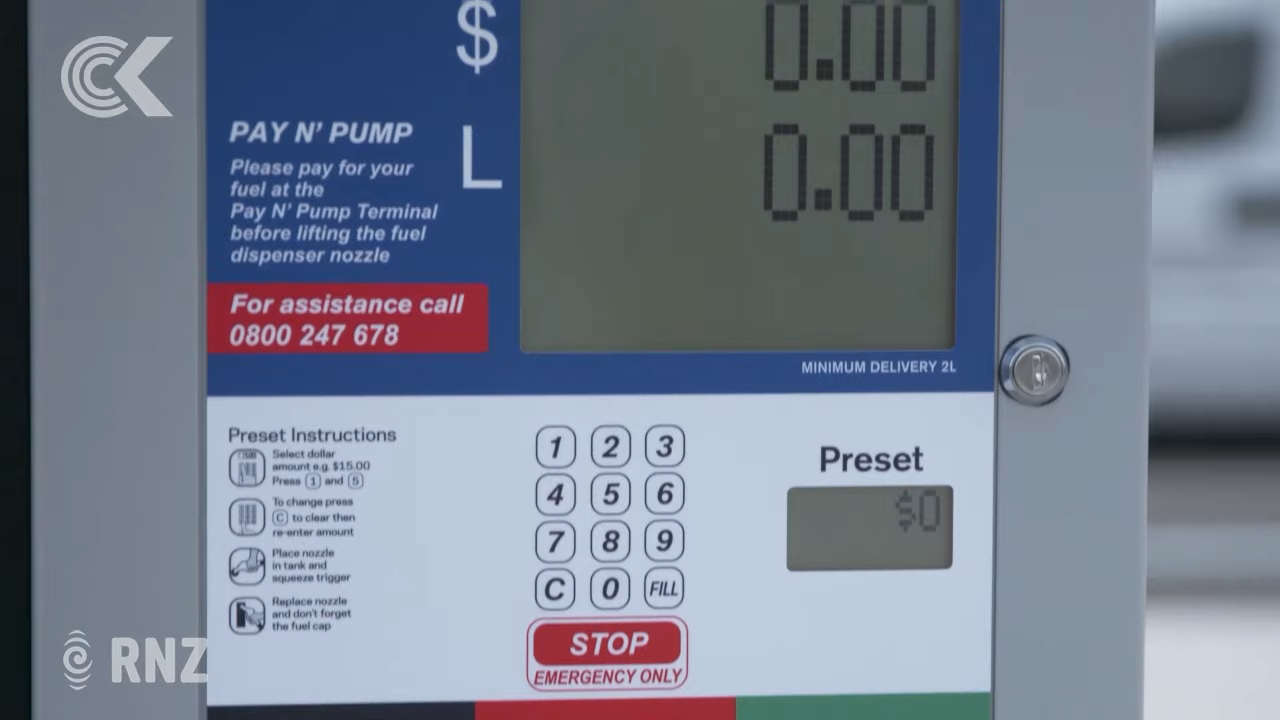 $ 0.00
L 0.00
PAY N' PUMP
Please pay for your
fuel at the
Pay N' Pump Terminal
before lifting the fuel
dispenser nozzle
For assistance call
0800 247 678
MINIMUM DELIVERY 2L
Preset Instructions
Select dollar
amount e.g. $15.00
Press 1 and 5
To change press
C to clear then
re-enter amount
Place nozzle
in tank and
squeeze trigger
Replace nozzle
and don't forget
the fuel cap
1 2 3
4 5 6
7 8 9
C 0 FILL
STOP
EMERGENCY ONLY
Preset
$0
RNZ